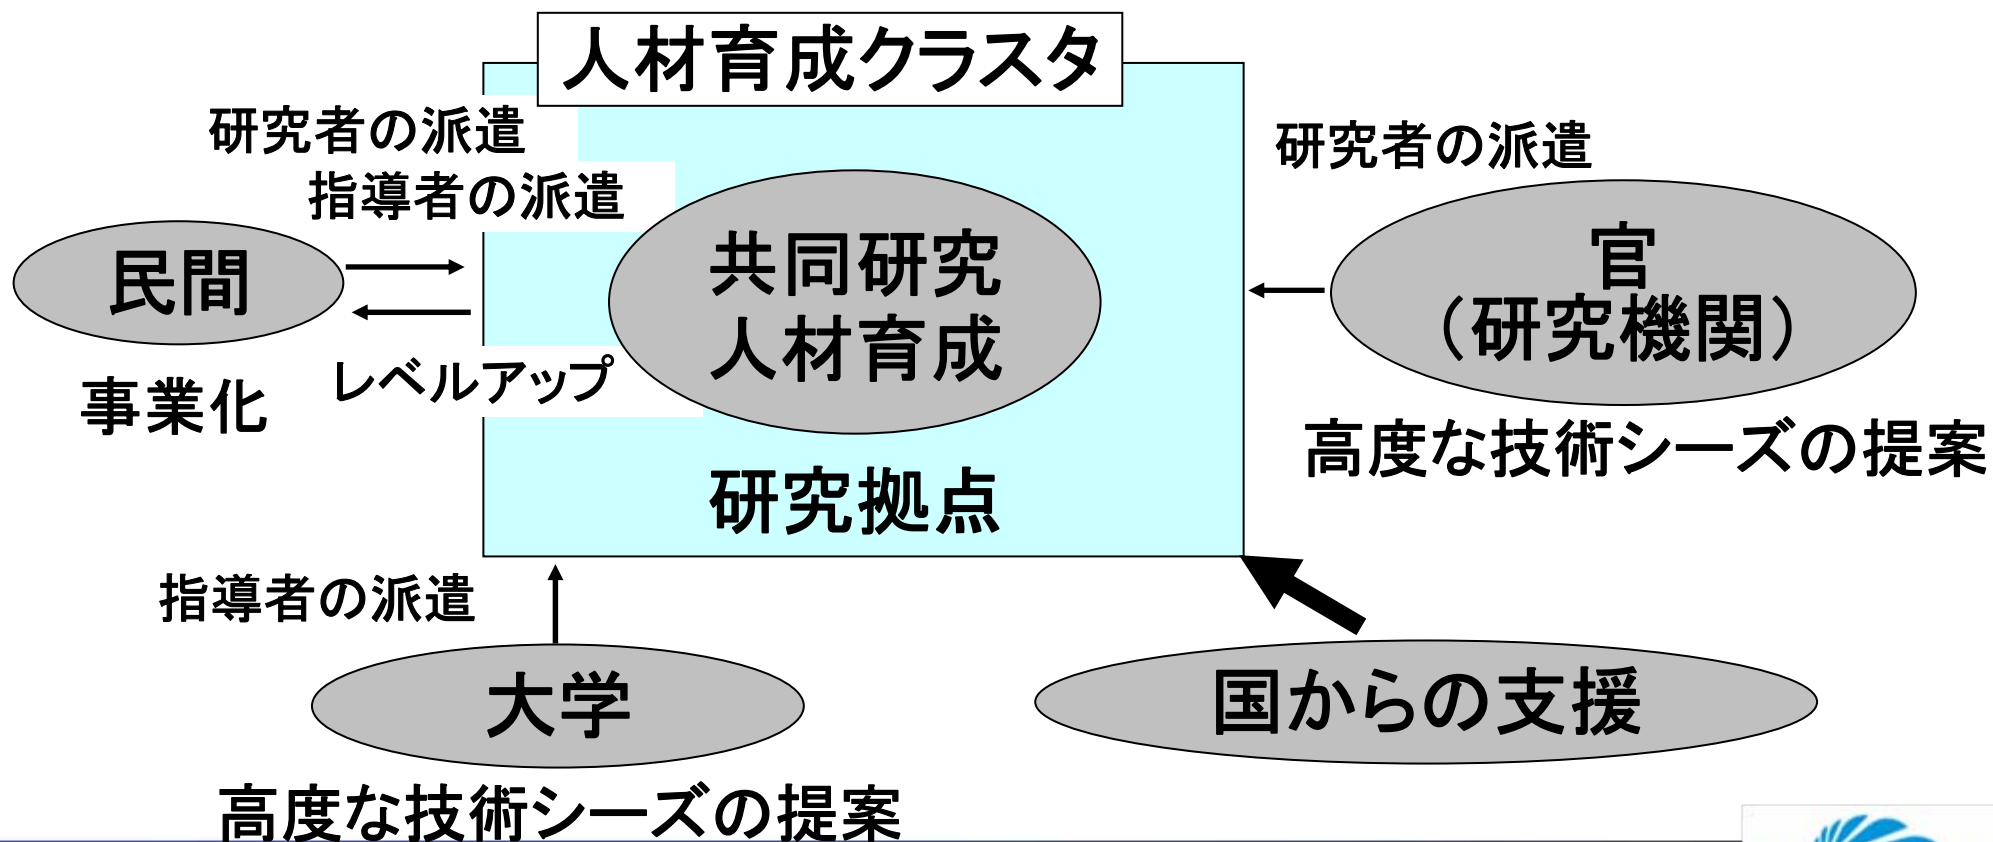 人材育成クラスタ
研究者の派遣
指導者の派遣
研究者の派遣
民間
共同研究
人材育成
官
（研究機関）
レベルアップ
事業化
高度な技術シーズの提案
研究拠点
指導者の派遣
大学
国からの支援
高度な技術シーズの提案